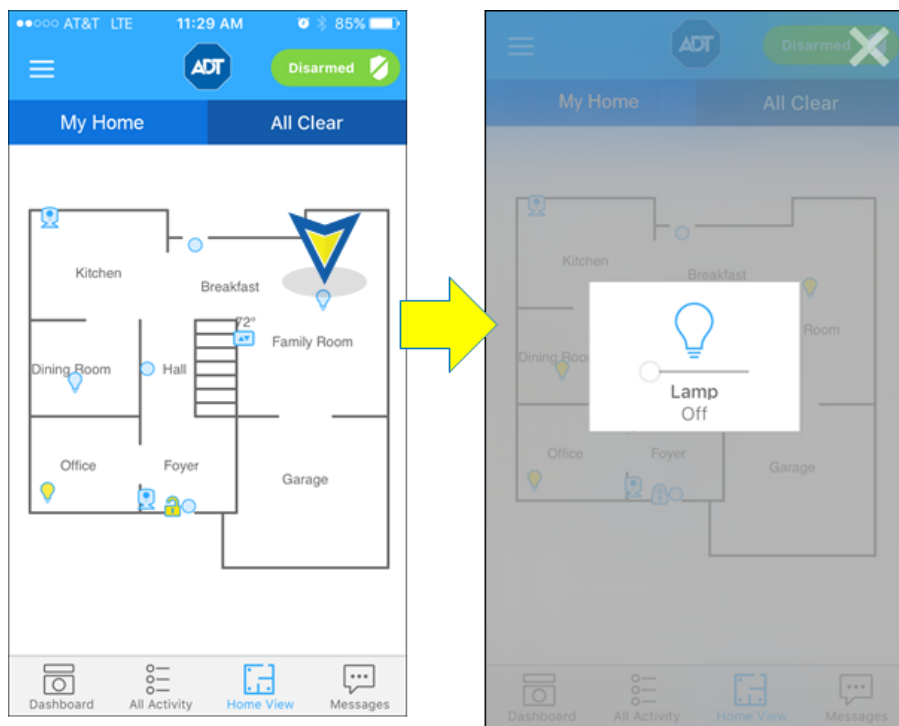 AT&T LTE 11:29 AM 85%
ADT Disarmed
My Home All Clear
Kitchen
Breakfast
72°
Family Room
Dining Room Hall
Office Foyer
Garage
Dashboard All Activity Home View Messages
ADT Disarmed
My Home All Clear
Kitchen
Breakfast
Room
Dining Roo
Lamp
Off
Office Foyer
Garage
Dashboard All Activity Home View Messages